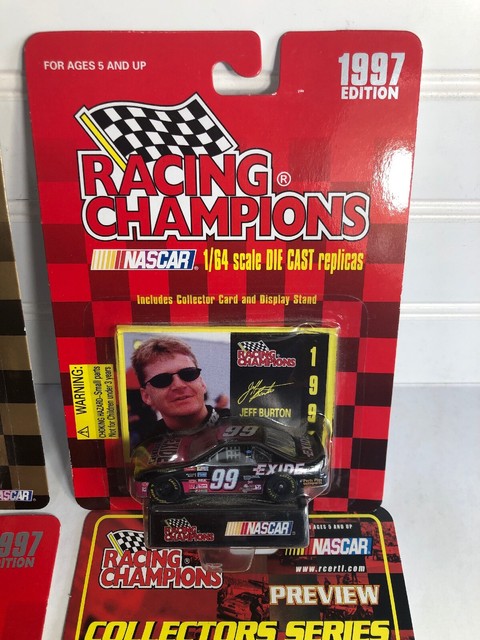 FOR AGES 5 AND UP
1997
EDITION
RACING®
CHAMPIONS
NASCAR® 1/64 scale DIE CAST replicas
Includes Collector Card and Display Stand
WARNING:
CHOKING HAZARD-Small parts
Not for Children under 3 years
RACING
CHAMPIONS
JEFF BURTON
1
9
9
99
EXIDE
99
RACING
CHAMPIONS
NASCAR
ASCAR
997
ITION
RACING
CHAMPIONS®
AGES 5 AND UP
NASCAR
www.rcertl.com
PREVIEW
COLLECTORS SERIES